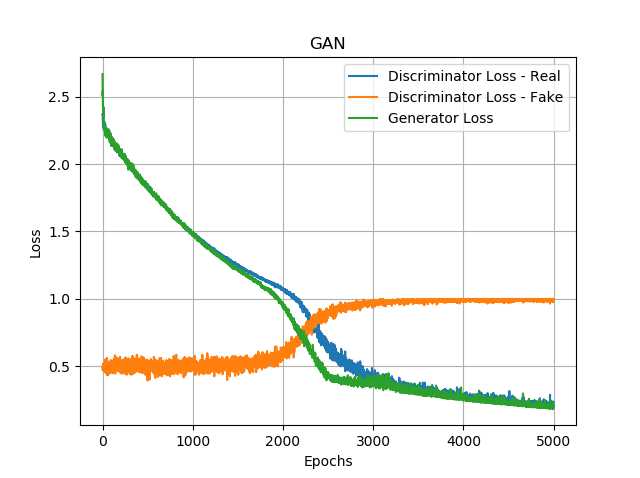 GAN
Discriminator Loss - Real
Discriminator Loss - Fake
Generator Loss
2.5
2.0
1.5
1.0
0.5
Loss
0 1000 2000 3000 4000 5000
Epochs